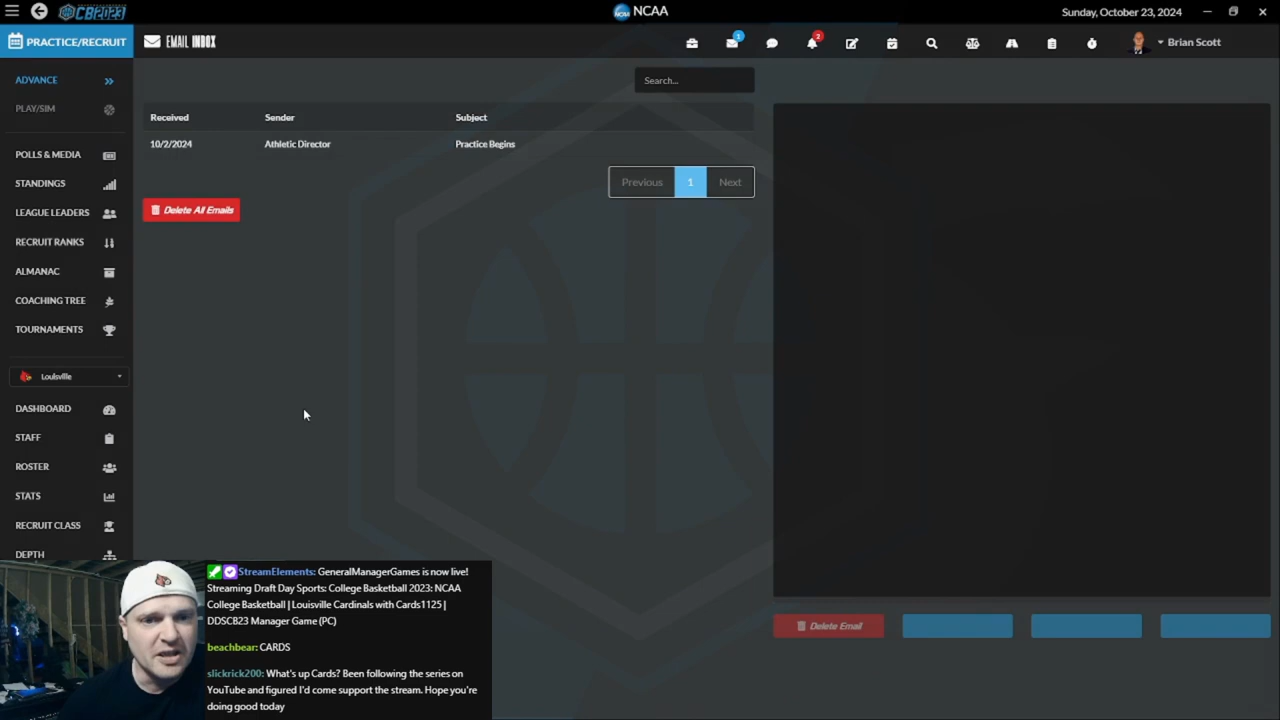 CB2023
NCAA
Sunday, October 23, 2024
PRACTICE/RECRUIT
EMAIL INBOX
1
2
Brian Scott
ADVANCE
PLAY/SIM
POLLS & MEDIA
STANDINGS
LEAGUE LEADERS
RECRUIT RANKS
ALMANAC
COACHING TREE
TOURNAMENTS
Louisville
DASHBOARD
STAFF
ROSTER
STATS
RECRUIT CLASS
DEPTH
Search...
Received Sender Subject
10/2/2024 Athletic Director Practice Begins
Previous 1 Next
Delete All Emails
Delete Email
StreamElements: GeneralManagerGames is now live!
Streaming Draft Day Sports: College Basketball 2023: NCAA
College Basketball | Louisville Cardinals with Cards1125 |
DDSCB23 Manager Game (PC)
beachbear: CARDS
slickrick200: What's up Cards? Been following the series on
YouTube and figured I'd come support the stream. Hope you're
doing good today